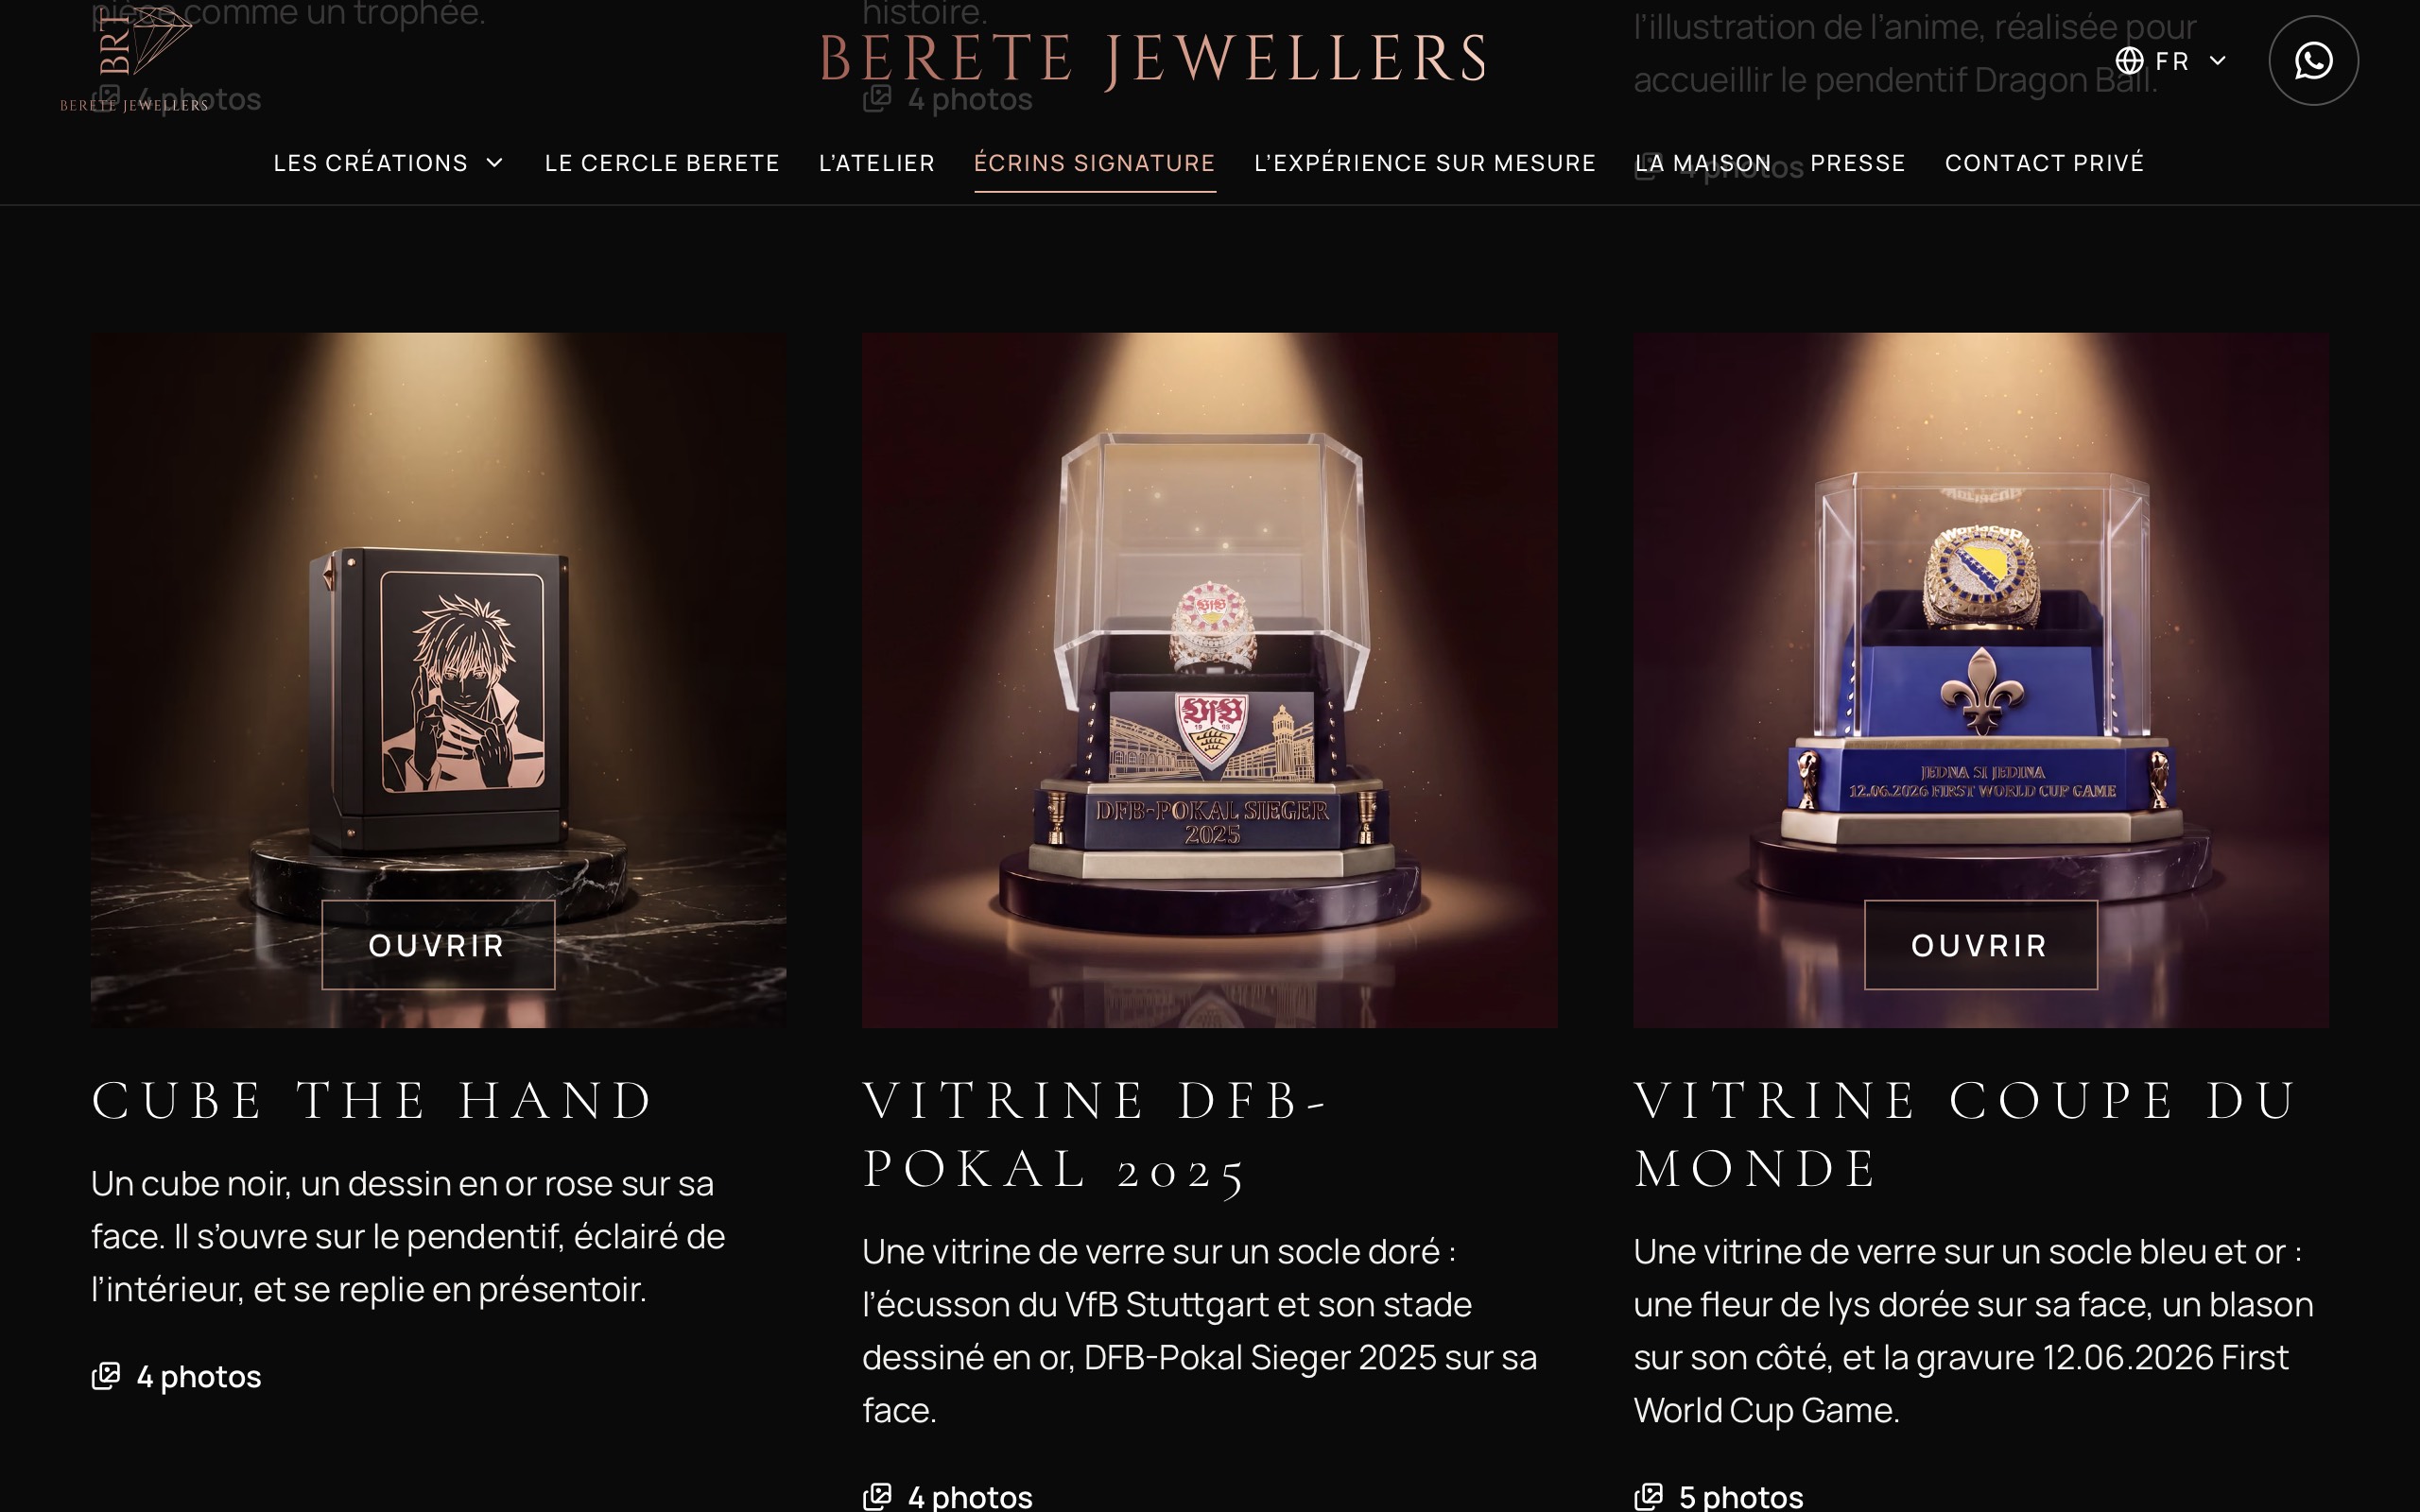 pièce comme un trophée.
histoire.
l’illustration de l’anime, réalisée pour
accueillir le pendentif Dragon Ball.
BRT
BERETE JEWELLERS
4 photos
BERETE JEWELLERS
4 photos
FR
LES CRÉATIONS
LE CERCLE BERETE
L’ATELIER
ÉCRINS SIGNATURE
L’EXPÉRIENCE SUR MESURE
LA MAISON
4 photos
PRESSE
CONTACT PRIVÉ
OUVRIR
CUBE THE HAND
Un cube noir, un dessin en or rose sur sa
face. Il s’ouvre sur le pendentif, éclairé de
l’intérieur, et se replie en présentoir.
4 photos
VfB
VfB
19 93
DFB-POKAL SIEGER
2025
VITRINE DFB-
POKAL 2025
Une vitrine de verre sur un socle doré :
l’écusson du VfB Stuttgart et son stade
dessiné en or, DFB-Pokal Sieger 2025 sur sa
face.
4 photos
WorldCup
JEDNA SI JEDINA
12.06.2026 FIRST WORLD CUP GAME
OUVRIR
VITRINE COUPE DU
MONDE
Une vitrine de verre sur un socle bleu et or :
une fleur de lys dorée sur sa face, un blason
sur son côté, et la gravure 12.06.2026 First
World Cup Game.
5 photos